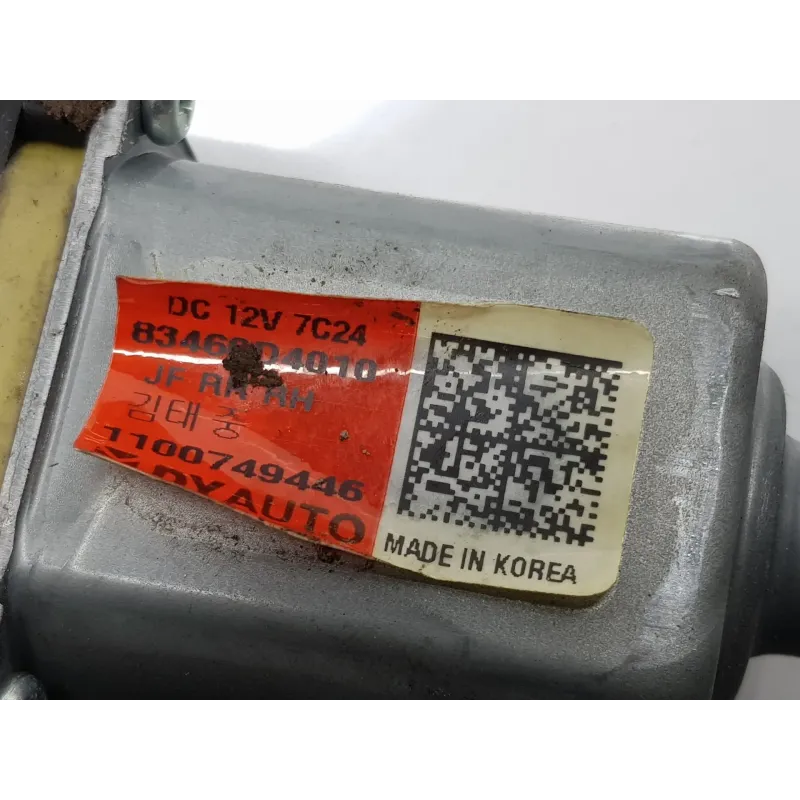 DC 12V 7C24
83460D4010
JF RR RH
김태중
1100749446
DYAUTO
MADE IN KOREA